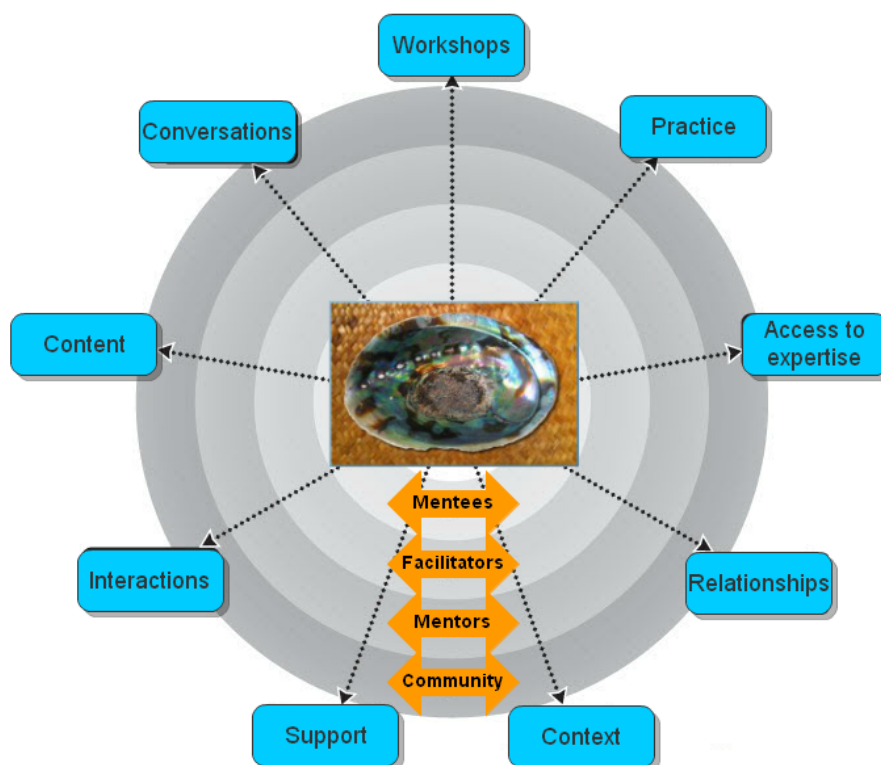 Workshops
Conversations
Practice
Content
Access to
expertise
Interactions
Relationships
Mentees
Facilitators
Mentors
Community
Support
Context